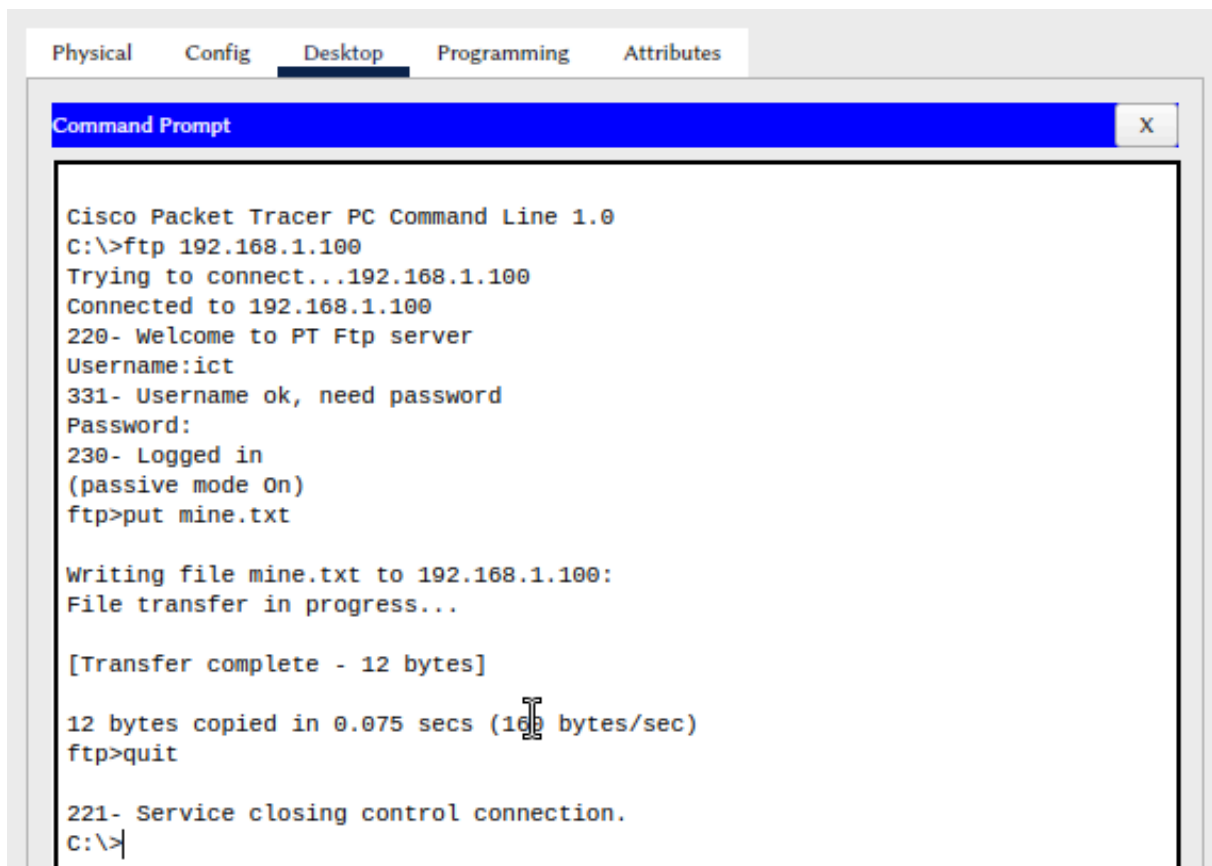 Physical Config Desktop Programming Attributes
Command Prompt X
Cisco Packet Tracer PC Command Line 1.0
C:\>ftp 192.168.1.100
Trying to connect...192.168.1.100
Connected to 192.168.1.100
220- Welcome to PT Ftp server
Username:ict
331- Username ok, need password
Password:
230- Logged in
(passive mode On)
ftp>put mine.txt
Writing file mine.txt to 192.168.1.100:
File transfer in progress...
[Transfer complete - 12 bytes]
12 bytes copied in 0.075 secs (160 bytes/sec)
ftp>quit
221- Service closing control connection.
C:\>